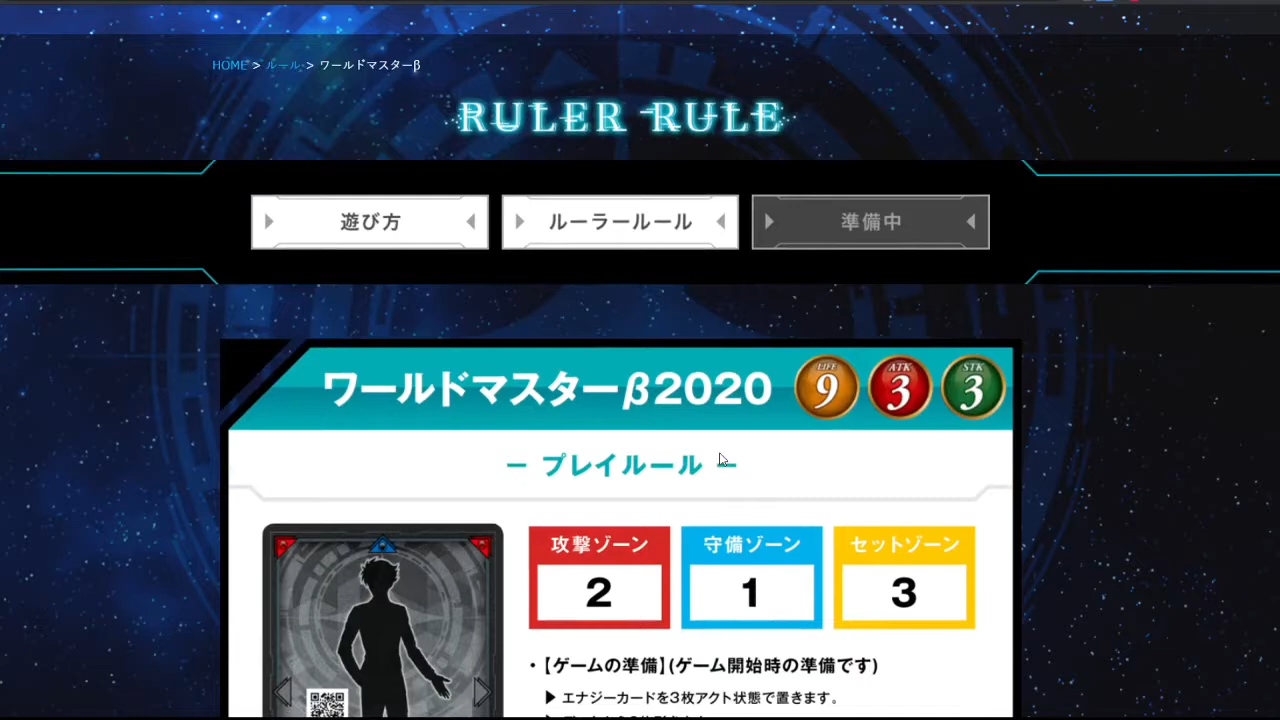 HOME > ルール > ワールドマスターβ
RULER RULE
遊び方
ルーラールール
準備中
ワールドマスターβ2020
LIFE 9
ATK 3
STK 3
– プレイルール –
攻撃ゾーン
2
守備ゾーン
1
セットゾーン
3
・【ゲームの準備】(ゲーム開始時の準備です)
▶ エナジーカードを3枚アクト状態で置きます。